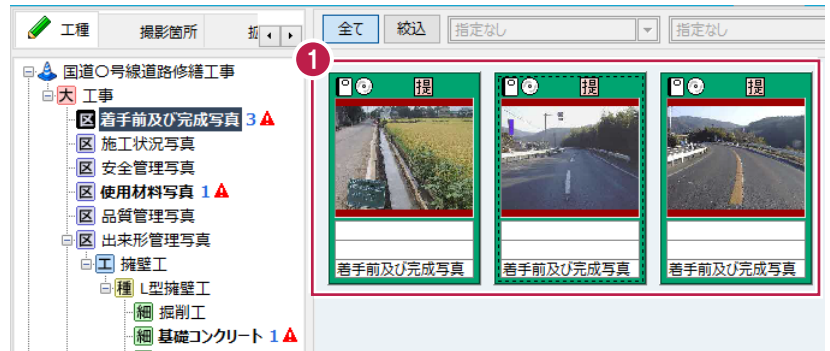 工種 撮影箇所
全て 絞込 指定なし 指定なし
1
国道〇号線道路修繕工事
大 工事
区 着手前及び完成写真 3
区 施工状況写真
区 安全管理写真
区 使用材料写真 1
区 品質管理写真
区 出来形管理写真
工 擁壁工
種 L型擁壁工
細 掘削工
細 基礎コンクリート 1
提 提 提
着手前及び完成写真 着手前及び完成写真 着手前及び完成写真